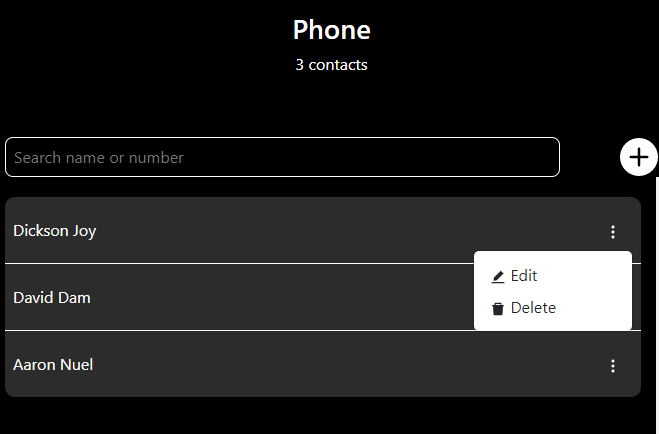 Phone
3 contacts
Search name or number
Dickson Joy
Edit
David Dam
Delete
Aaron Nuel